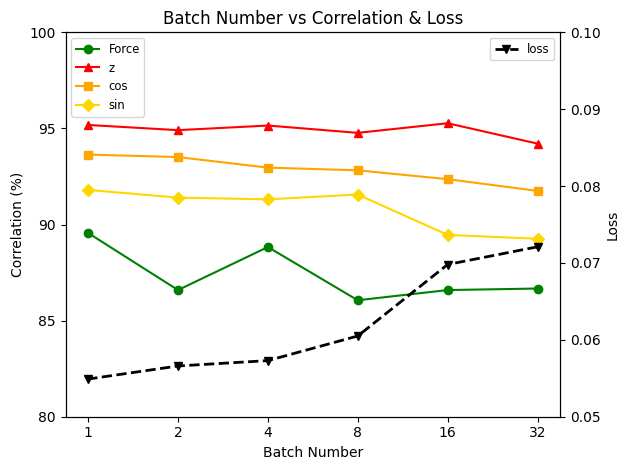 Batch Number vs Correlation & Loss
100
95
90
85
80
Correlation (%)
Force
z
cos
sin
loss
0.10
0.09
0.08
0.07
0.06
0.05
Loss
1 2 4 8 16 32
Batch Number